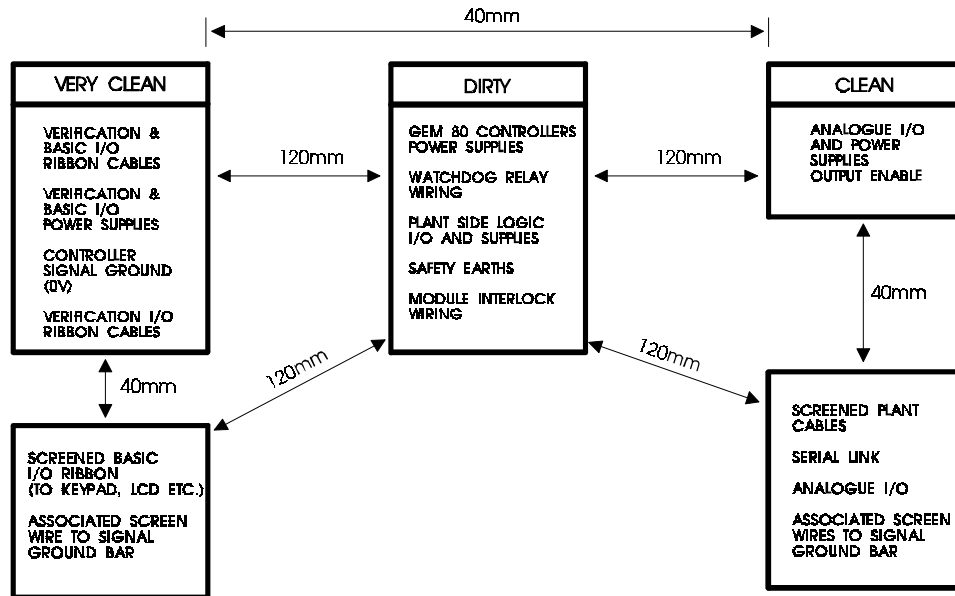 40mm
VERY CLEAN
VERIFICATION &
BASIC I/O
RIBBON CABLES
VERIFICATION &
BASIC I/O
POWER SUPPLIES
CONTROLLER
SIGNAL GROUND
(0V)
VERIFICATION I/O
RIBBON CABLES
120mm
DIRTY
GEM 80 CONTROLLERS
POWER SUPPLIES
WATCHDOG RELAY
WIRING
PLANT SIDE LOGIC
I/O AND SUPPLIES
SAFETY EARTHS
MODULE INTERLOCK
WIRING
120mm
CLEAN
ANALOGUE I/O
AND POWER
SUPPLIES
OUTPUT ENABLE
40mm
120mm
120mm
40mm
SCREENED BASIC
I/O RIBBON
(TO KEYPAD, LCD ETC.)
ASSOCIATED SCREEN
WIRE TO SIGNAL
GROUND BAR
SCREENED PLANT
CABLES
SERIAL LINK
ANALOGUE I/O
ASSOCIATED SCREEN
WIRES TO SIGNAL
GROUND BAR